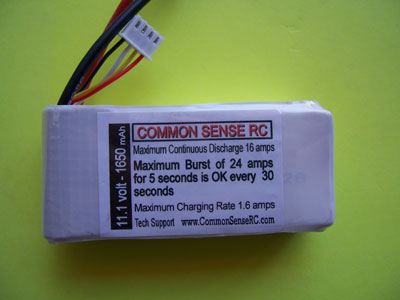 11.1 volt - 1650 mAh
COMMON SENSE RC
Maximum Continuous Discharge 16 amps
Maximum Burst of 24 amps
for 5 seconds is OK every 30
seconds
Maximum Charging Rate 1.6 amps
Tech Support www.CommonSenseRC.com